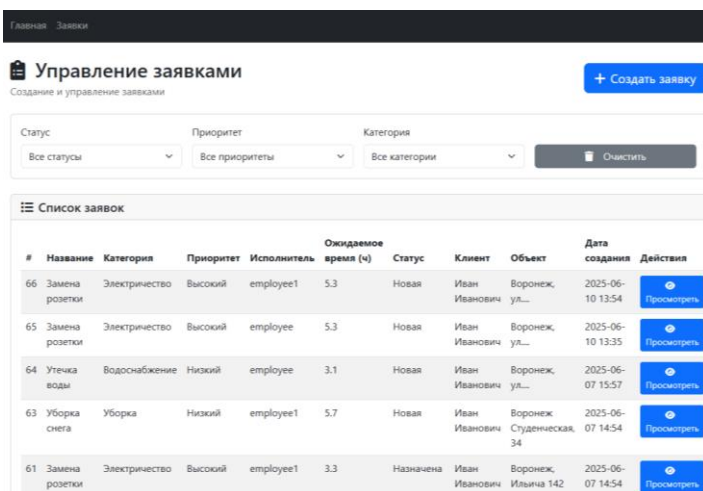 Главная Заявки
Управление заявками
+ Создать заявку
Создание и управление заявками
Статус Приоритет Категория
Все статусы Все приоритеты Все категории Очистить
Список заявок
Ожидаемое Дата
# Название Категория Приоритет Исполнитель время (ч) Статус Клиент Объект создания Действия
66 Замена Электричество Высокий employee1 5.3 Новая Иван Воронеж, 2025-06-
розетки Иванович ул.... 10 13:54 Просмотреть
65 Замена Электричество Высокий employee 5.3 Новая Иван Воронеж, 2025-06-
розетки Иванович ул.... 10 13:35 Просмотреть
64 Утечка Водоснабжение Низкий employee 3.1 Новая Иван Воронеж, 2025-06-
воды Иванович ул.... 07 15:57 Просмотреть
63 Уборка Уборка Низкий employee1 5.7 Новая Иван Воронеж 2025-06-
снега Иванович Студенческая, 07 14:54 Просмотреть
34
61 Замена Электричество Высокий employee1 3.3 Назначена Иван Воронеж, 2025-06-
розетки Иванович Ильича 142 07 14:54 Просмотреть